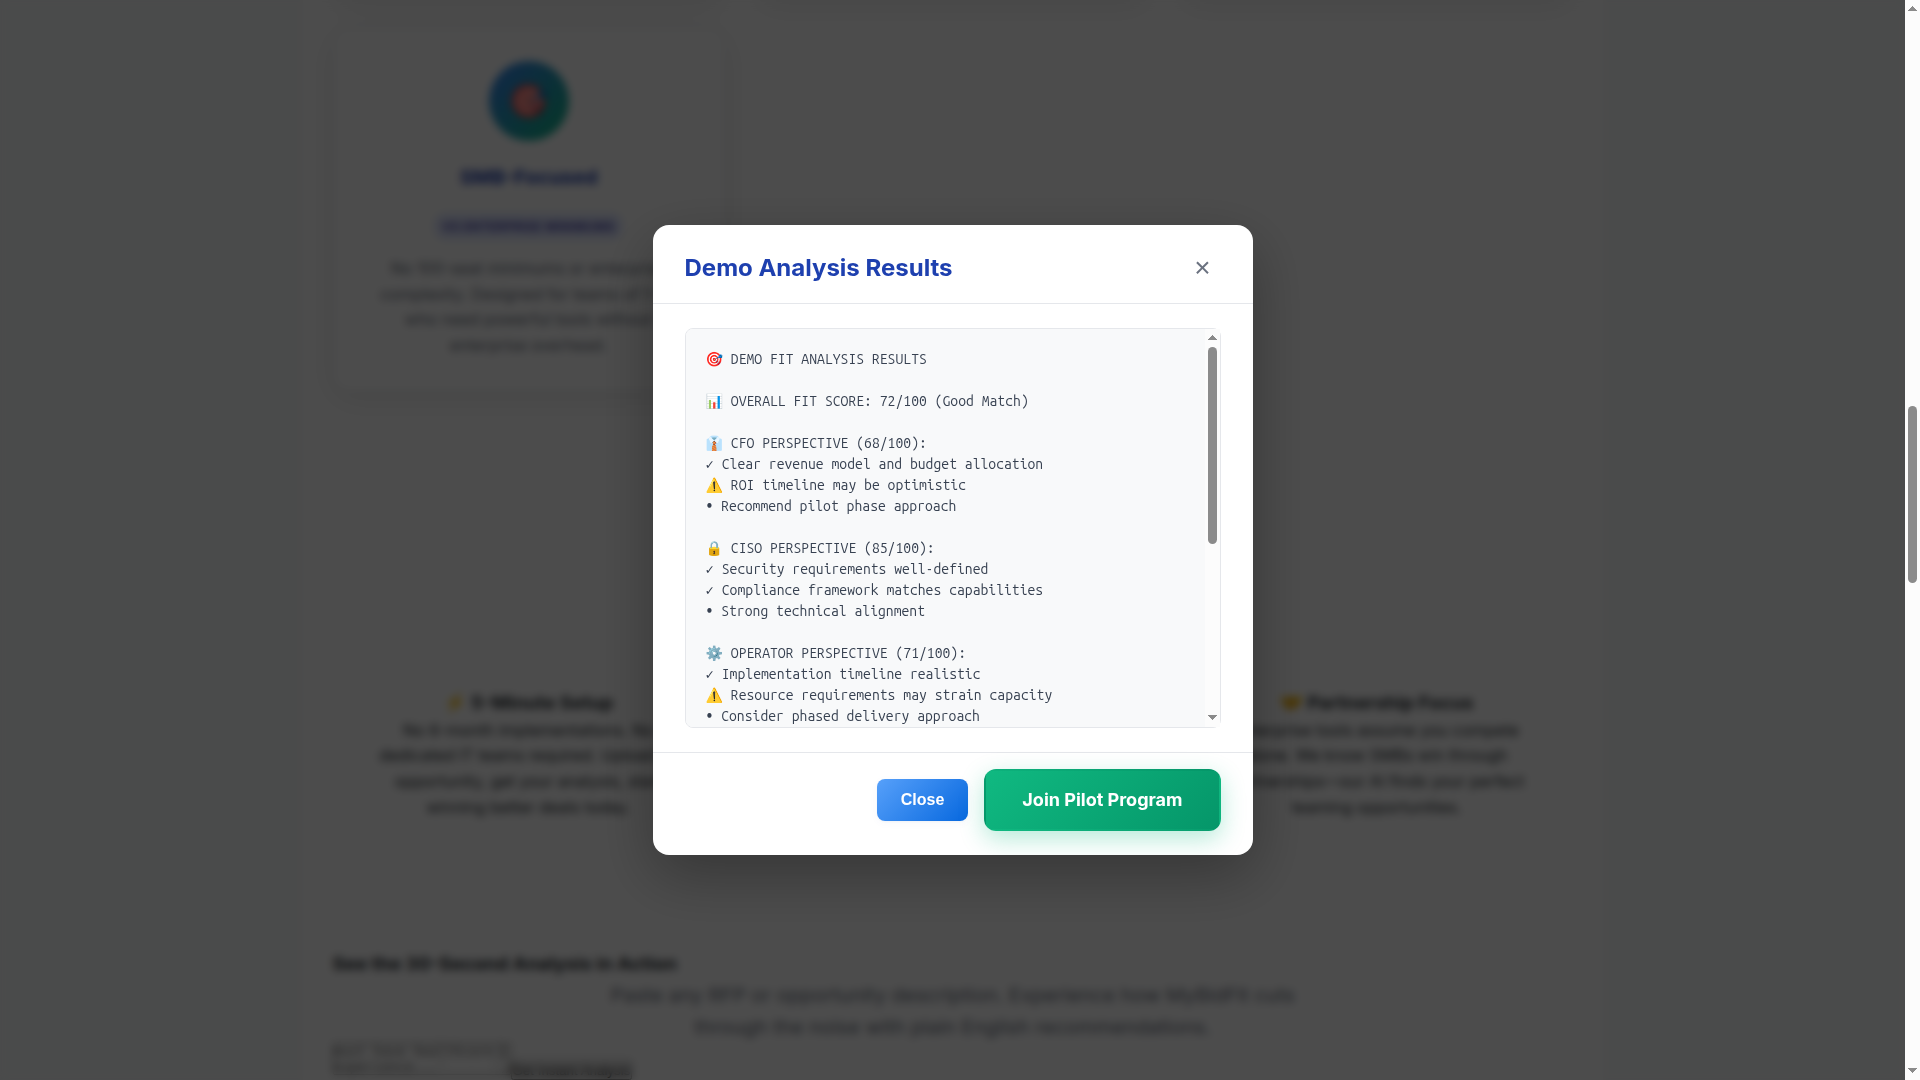 SMB-Focused
Demo Analysis Results
🎯 DEMO FIT ANALYSIS RESULTS
📊 OVERALL FIT SCORE: 72/100 (Good Match)
👔 CFO PERSPECTIVE (68/100):
✓ Clear revenue model and budget allocation
⚠️ ROI timeline may be optimistic
• Recommend pilot phase approach
🔒 CISO PERSPECTIVE (85/100):
✓ Security requirements well-defined
✓ Compliance framework matches capabilities
• Strong technical alignment
⚙️ OPERATOR PERSPECTIVE (71/100):
✓ Implementation timeline realistic
⚠️ Resource requirements may strain capacity
• Consider phased delivery approach
Close
Join Pilot Program
⚡ 5-Minute Setup
Partnership Focus
See the 30-Second Analysis in Action
Paste any RFP or opportunity description. Experience how MyBidFit cuts
through the noise with plain English recommendations.